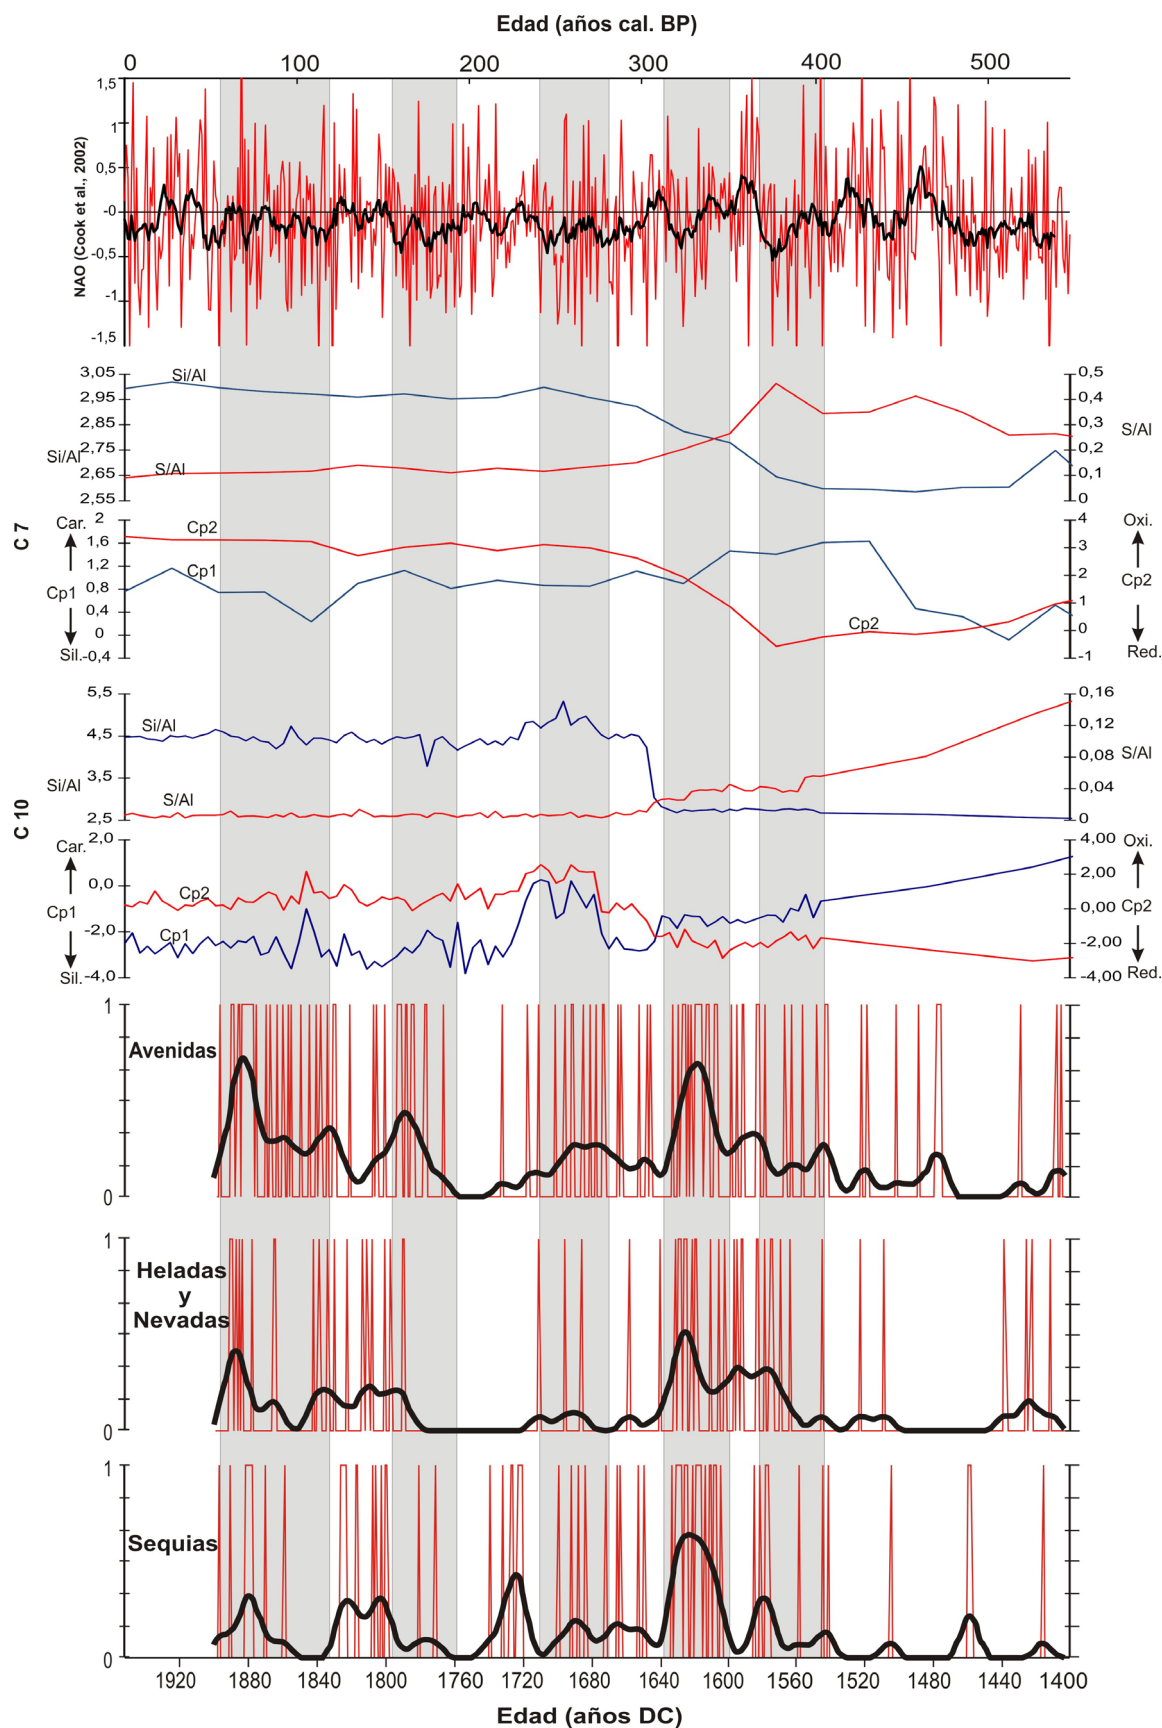 Edad (años cal. BP)
0 100 200 300 400 500
NAO (Cook et al., 2002)
1,5
1
0,5
-0
-0,5
-1
-1,5
C 7
Si/Al
3,05
2,95
2,85
2,75
2,65
2,55
Si/Al
S/Al
0,5
0,4
0,3
0,2
0,1
0
S/Al
Car.
Cp1
Sil.
2
1,6
1,2
0,8
0,4
0
-0,4
Cp2
Cp1
Cp2
4
3
2
1
0
-1
Oxi.
Cp2
Red.
C 10
Si/Al
5,5
4,5
3,5
2,5
Si/Al
S/Al
0,16
0,12
0,08
0,04
0
S/Al
Car.
Cp1
Sil.
2,0
0,0
-2,0
-4,0
Cp2
Cp1
4,00
2,00
0,00
-2,00
-4,00
Oxi.
Cp2
Red.
1
Avenidas
0
1
Heladas
y
Nevadas
0
1
Sequias
0
1920 1880 1840 1800 1760 1720 1680 1640 1600 1560 1520 1480 1440 1400
Edad (años DC)